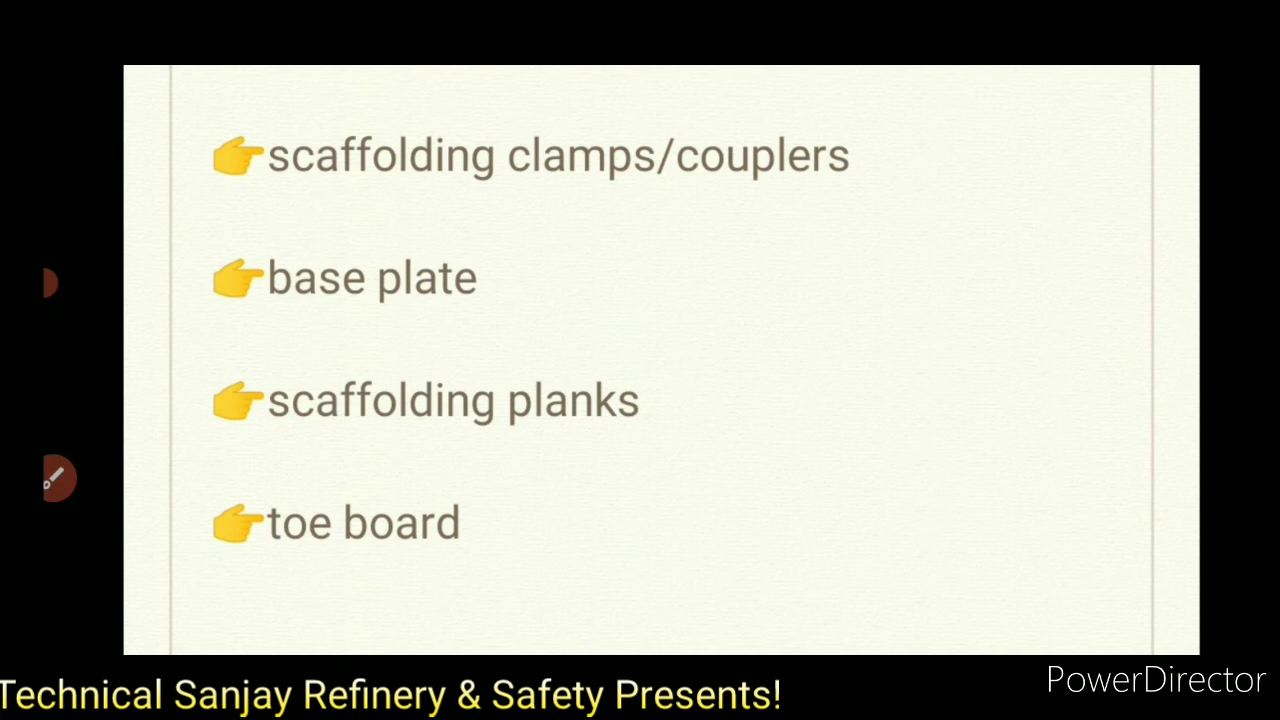 👉scaffolding clamps/couplers
👉base plate
👉scaffolding planks
👉toe board
Technical Sanjay Refinery & Safety Presents!
PowerDirector